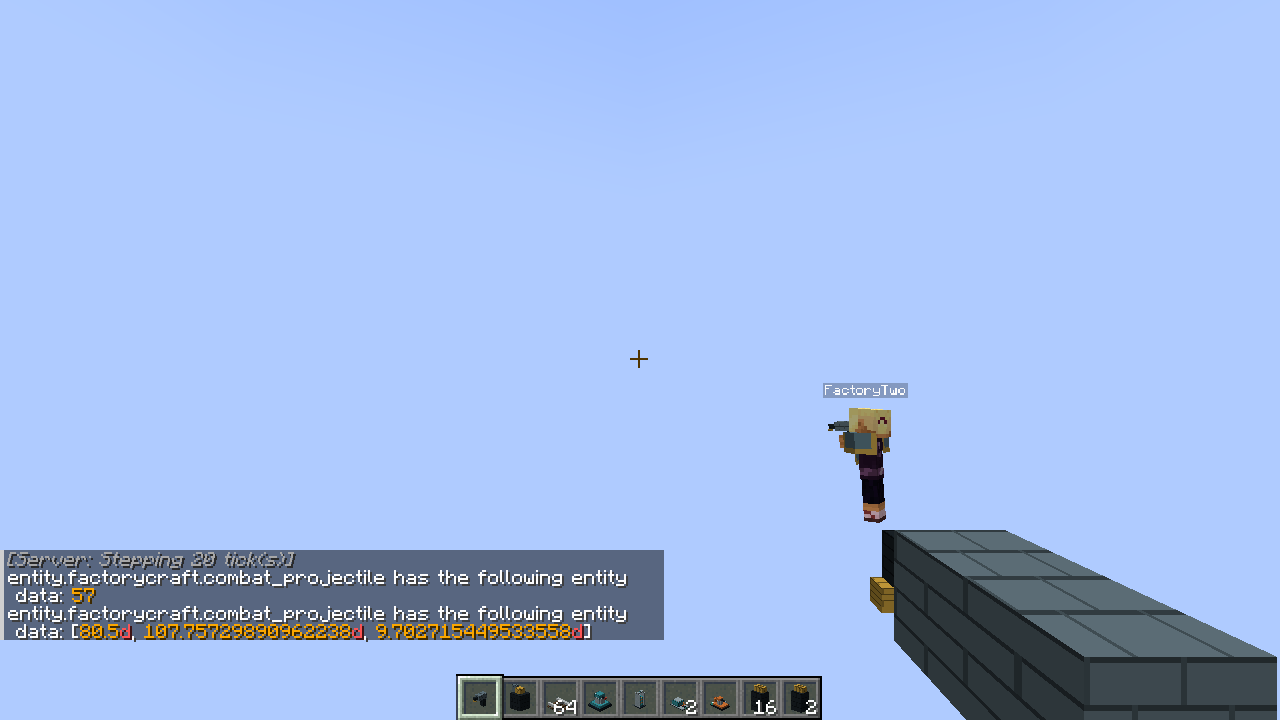 FactoryTwo
[Server: Stepping 20 tick(s)]
entity.factorycraft.combat_projectile has the following entity
data: 57
entity.factorycraft.combat_projectile has the following entity
data: [80.5d, 107.75729890962238d, 9.702715449533558d]
64
2
16
2